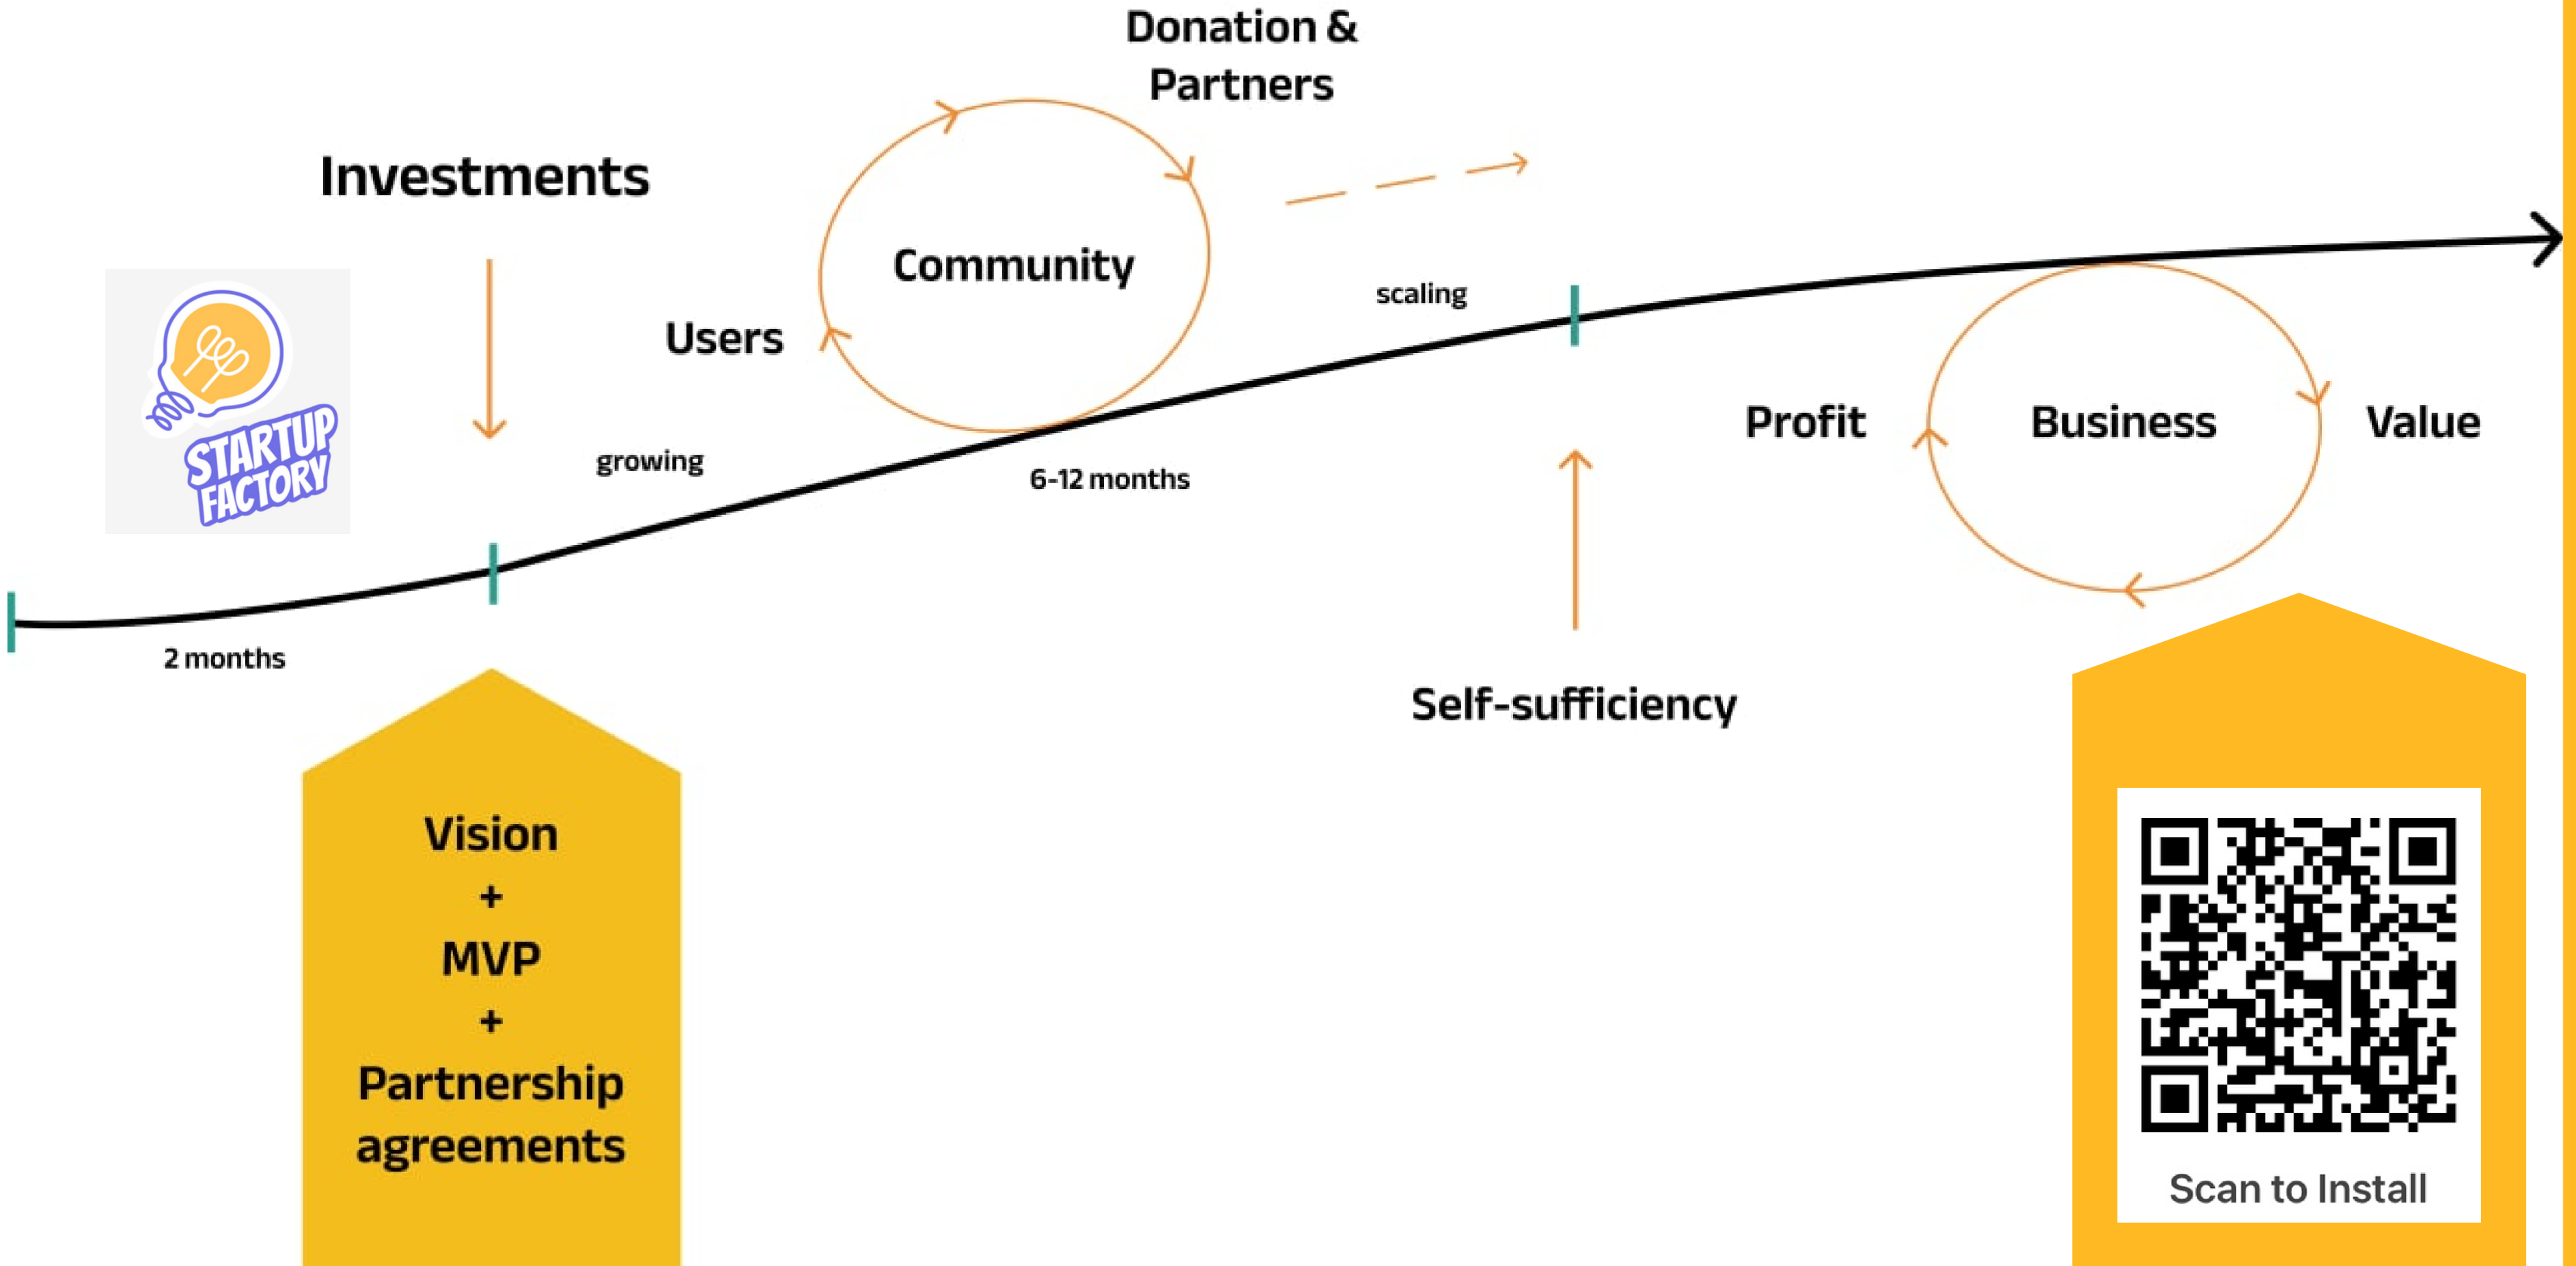 Donation &
Partners
Investments
Community
Users
scaling
growing
6-12 months
STARTUP
FACTORY
2 months
Profit
Business
Value
Self-sufficiency
Vision
+
MVP
+
Partnership
agreements
Scan to Install